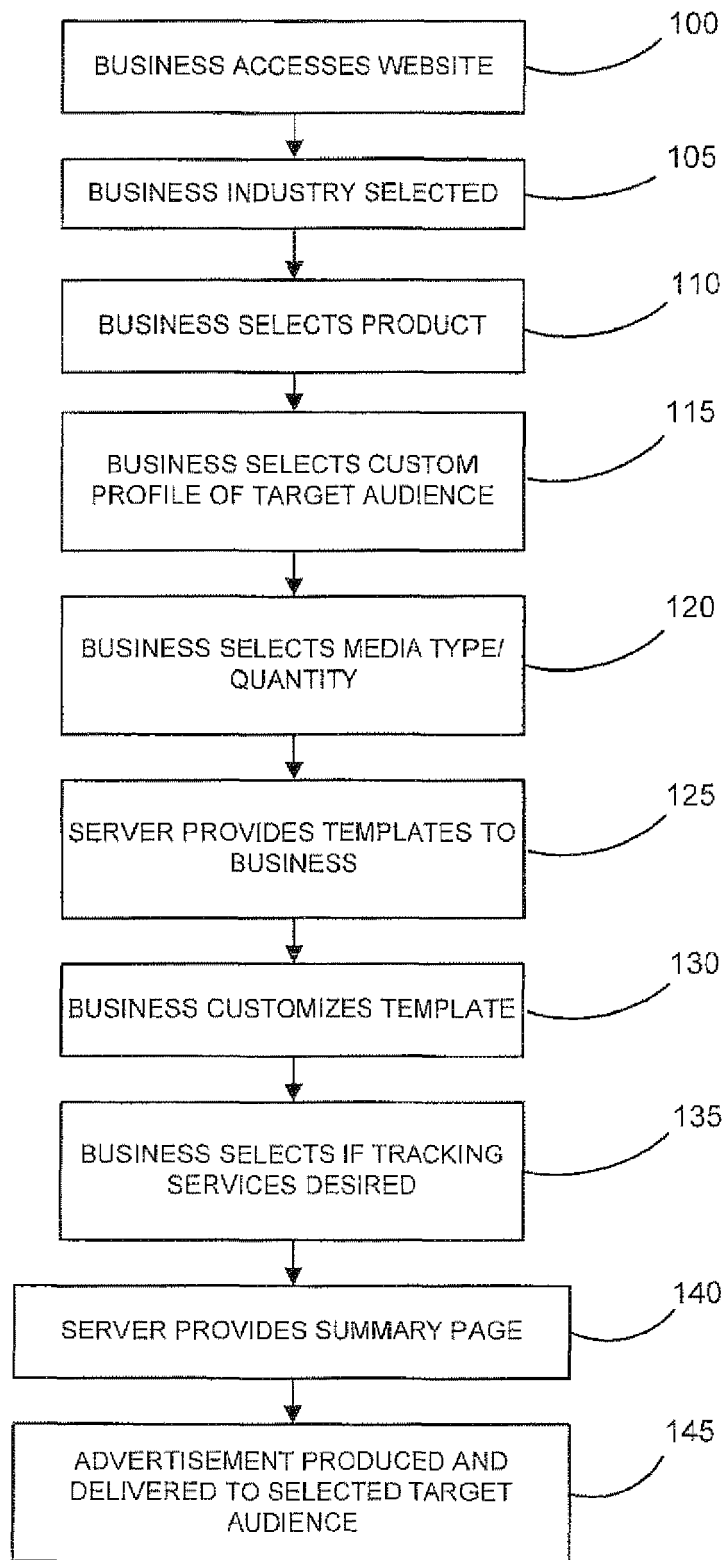 100
BUSINESS ACCESSES WEBSITE
105
BUSINESS INDUSTRY SELECTED
110
BUSINESS SELECTS PRODUCT
115
BUSINESS SELECTS CUSTOM
PROFILE OF TARGET AUDIENCE
120
BUSINESS SELECTS MEDIA TYPE/
QUANTITY
125
SERVER PROVIDES TEMPLATES TO
BUSINESS
130
BUSINESS CUSTOMIZES TEMPLATE
135
BUSINESS SELECTS IF TRACKING
SERVICES DESIRED
140
SERVER PROVIDES SUMMARY PAGE
145
ADVERTISEMENT PRODUCED AND
DELIVERED TO SELECTED TARGET
AUDIENCE